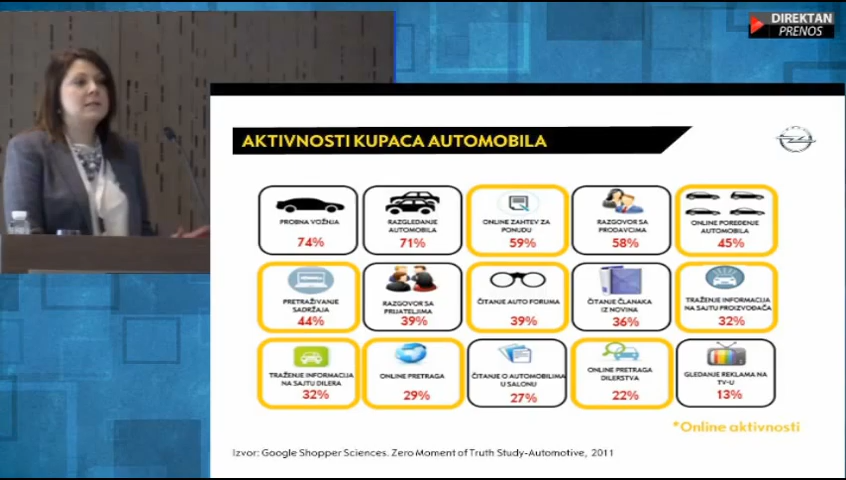 DIREKTAN
PRENOS
AKTIVNOSTI KUPACA AUTOMOBILA
PROBNA VOŽNJA
74%
RAZGLEDANJE
AUTOMOBILA
71%
ONLINE ZAHTEV ZA
PONUDU
59%
RAZGOVOR SA
PRODAVCIMA
58%
ONLINE POREĐENJE
AUTOMOBILA
45%
PRETRAŽIVANJE
SADRŽAJA
44%
RAZGOVOR SA
PRIJATELJIMA
39%
ČITANJE AUTO FORUMA
39%
ČITANJE ČLANAKA
IZ NOVINA
36%
TRAŽENJE INFORMACIJA
NA SAJTU PROIZVOĐAČA
32%
TRAŽENJE INFORMACIJA
NA SAJTU DILERA
32%
ONLINE PRETRAGA
29%
ČITANJE O AUTOMOBILIMA
U SALONU
27%
ONLINE PRETRAGA
DILERSTVA
22%
GLEDANJE REKLAMA NA
TV-U
13%
*Online aktivnosti
Izvor: Google Shopper Sciences. Zero Moment of Truth Study-Automotive, 2011